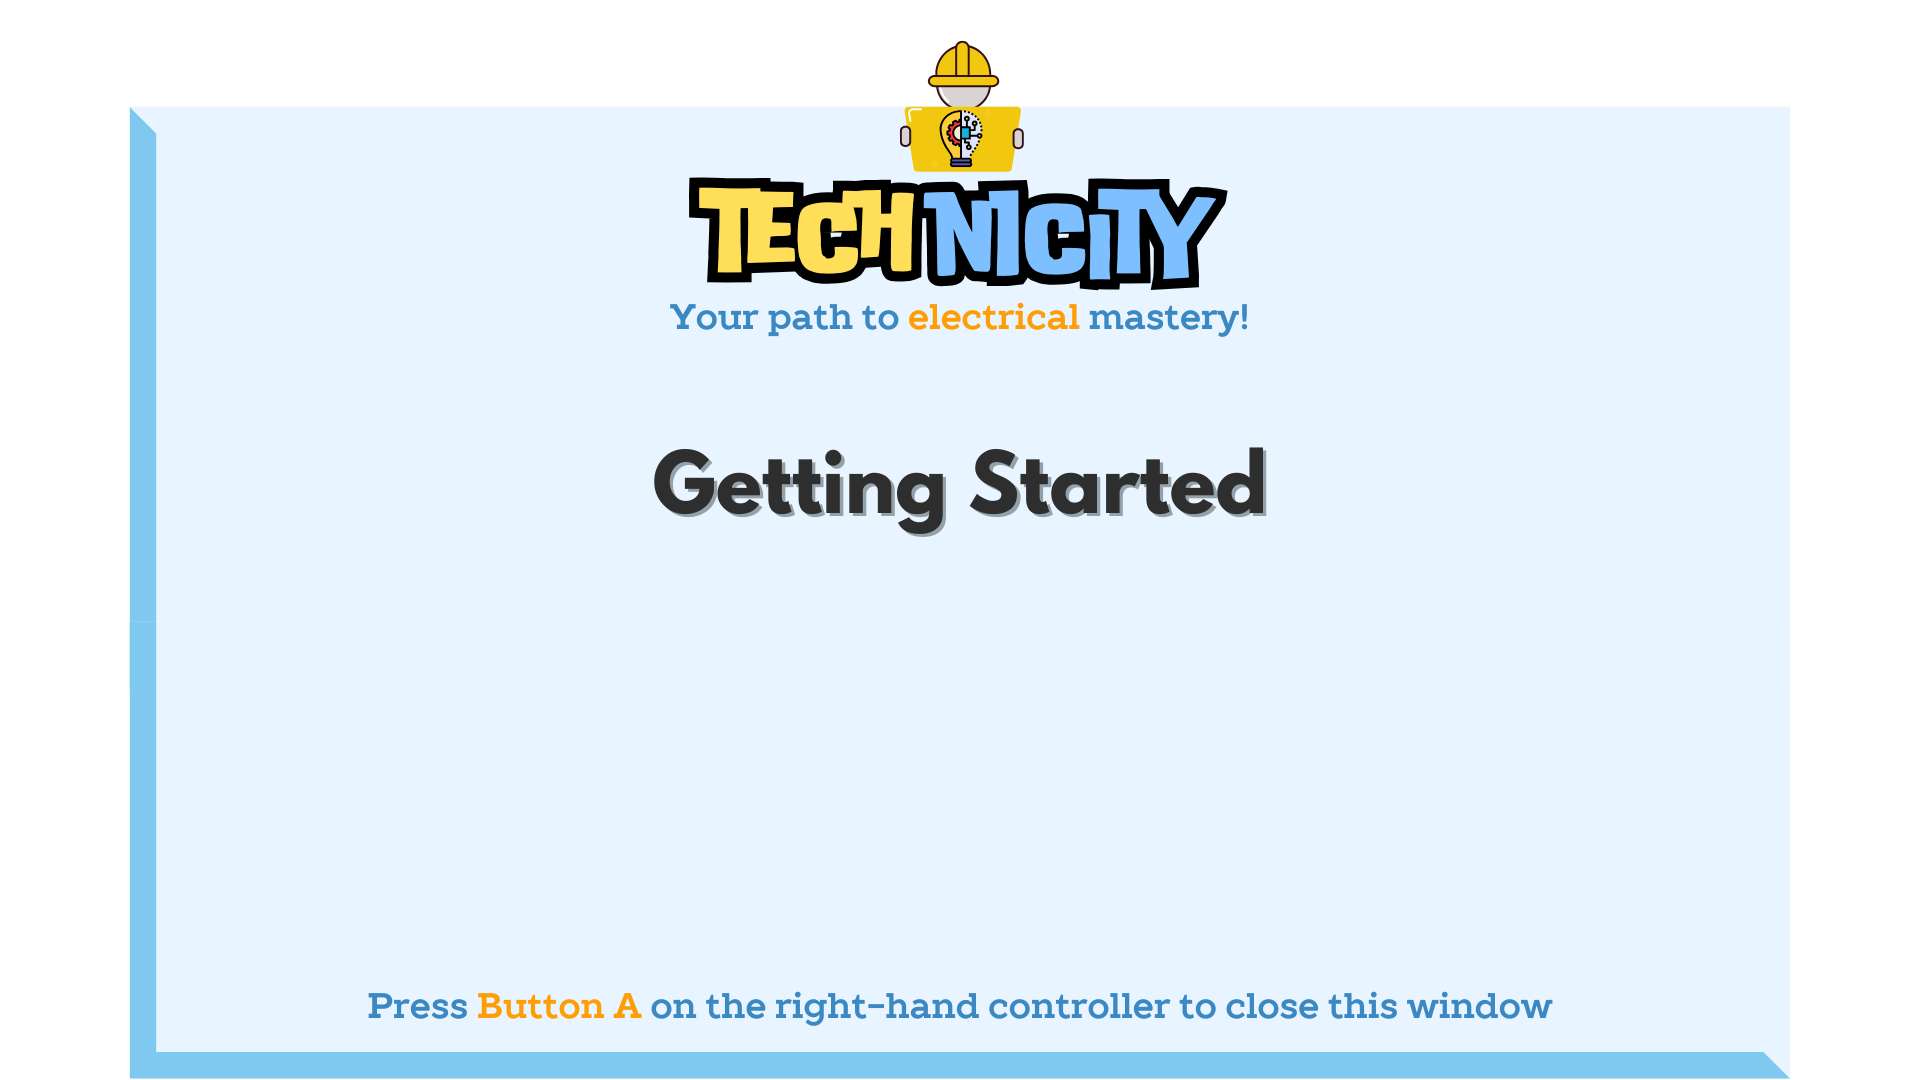 TECHNICITY
Your path to electrical mastery!
Getting Started
Press Button A on the right-hand controller to close this window